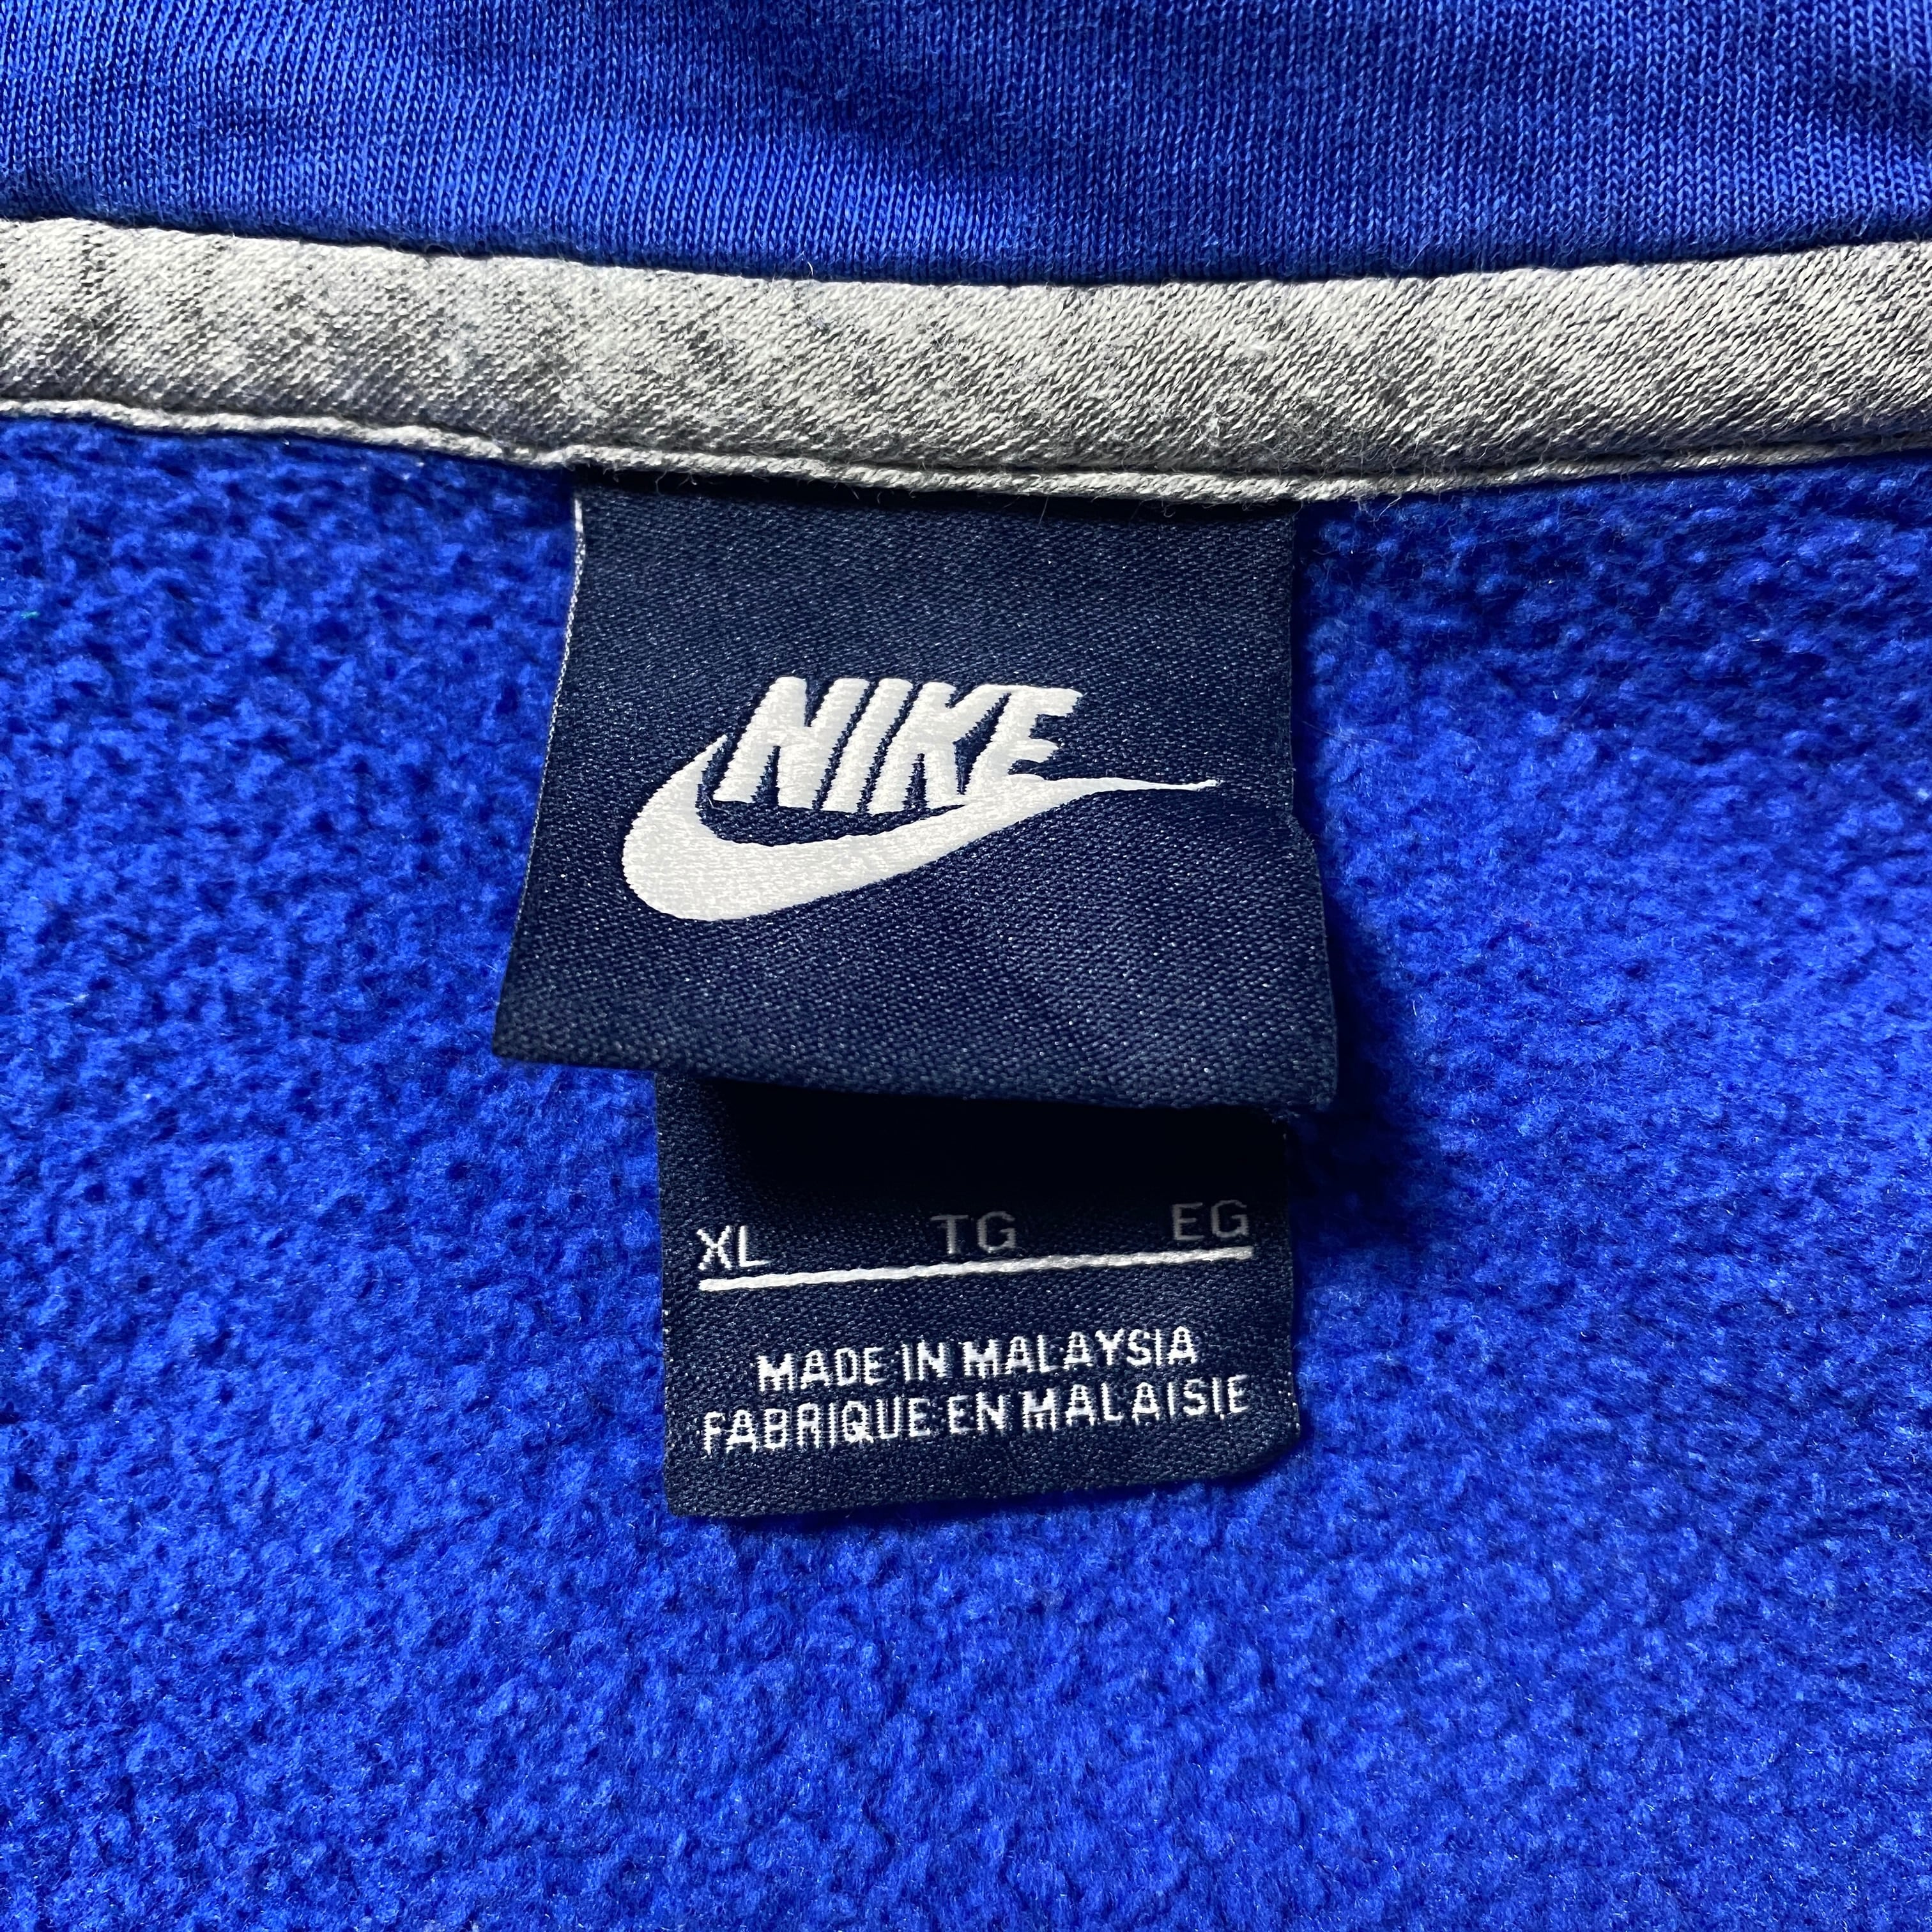 NIKE
XL TG EG
MADE IN MALAYSIA
FABRIQUE EN MALAISIE